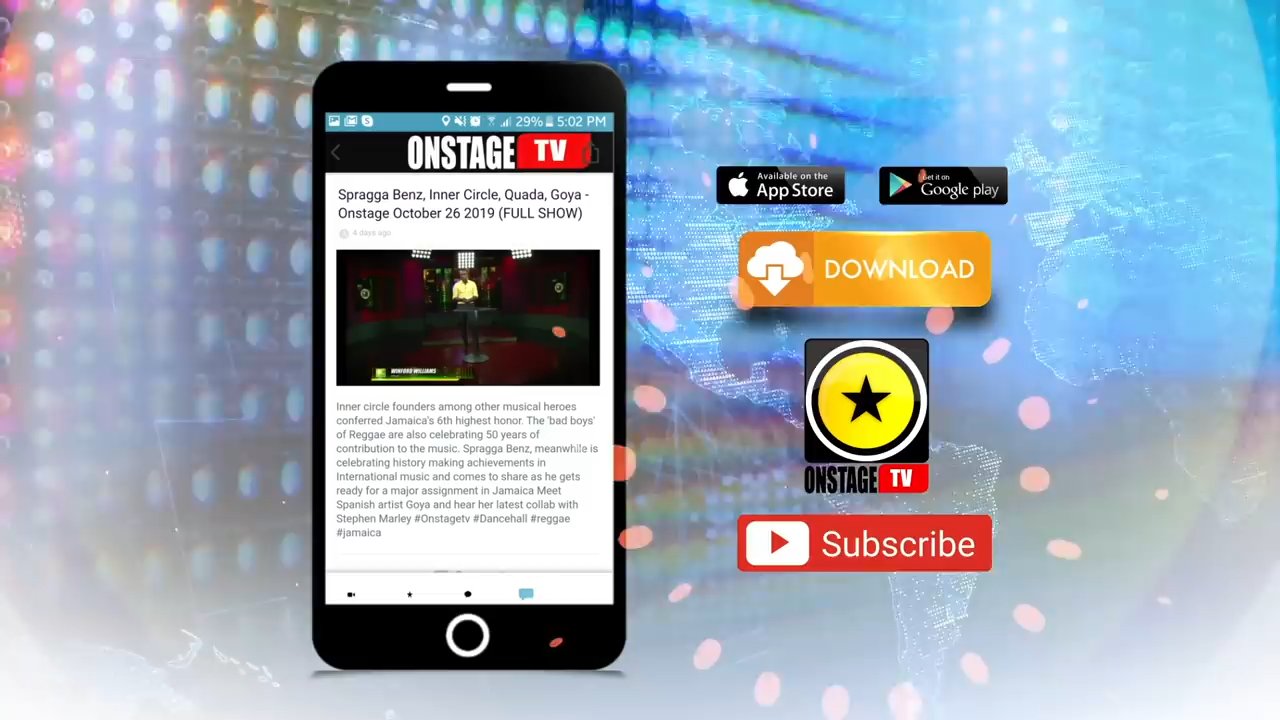 29% 5:02 PM
ONSTAGE TV
Spragga Benz, Inner Circle, Quada, Goya -
Onstage October 26 2019 (FULL SHOW)
4 days ago
WINFORD WILLIAMS
Inner circle founders among other musical heroes
conferred Jamaica's 6th highest honor. The 'bad boys'
of Reggae are also celebrating 50 years of
contribution to the music. Spragga Benz, meanwhile is
celebrating history making achievements in
International music and comes to share as he gets
ready for a major assignment in Jamaica Meet
Spanish artist Goya and hear her latest collab with
Stephen Marley #Onstagetv #Dancehall #reggae
#jamaica
Available on the
App Store
Get it on
Google play
DOWNLOAD
ONSTAGE TV
Subscribe